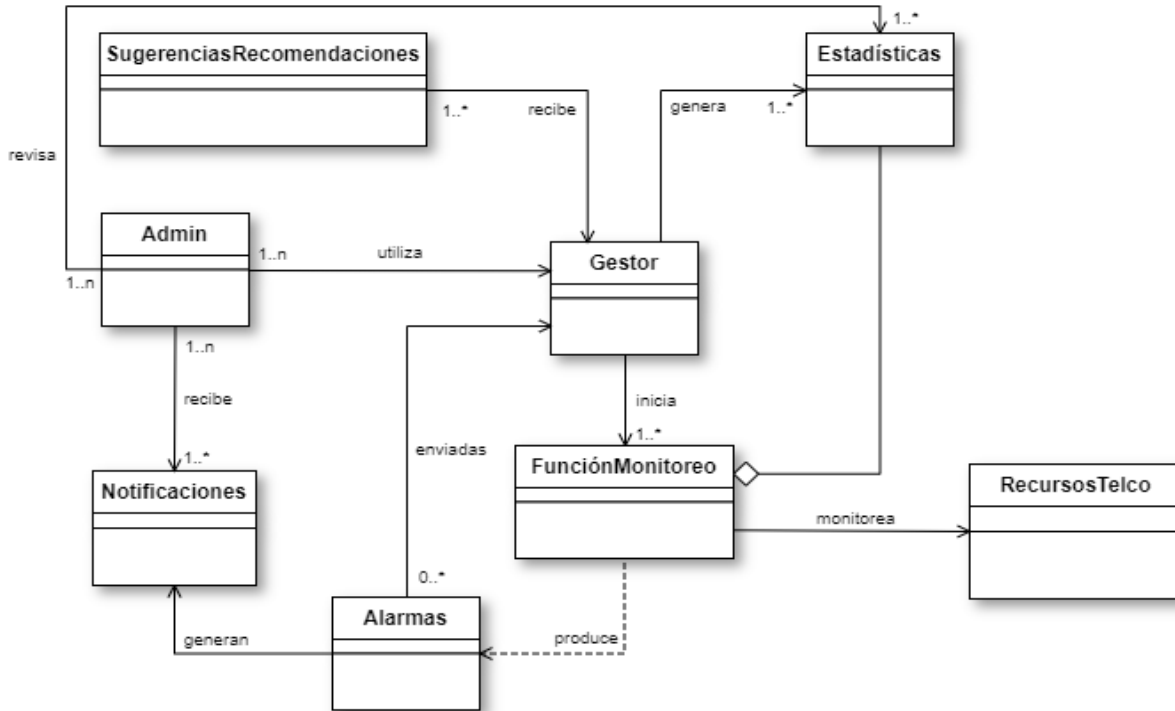 1..*
SugerenciasRecomendaciones
Estadísticas
1..*
recibe
genera
1..*
revisa
Admin
1..n
utiliza
Gestor
1..n
1..n
recibe
inicia
enviadas
1..*
1..*
FunciónMonitoreo
Notificaciones
RecursosTelco
monitorea
0..*
Alarmas
generan
produce